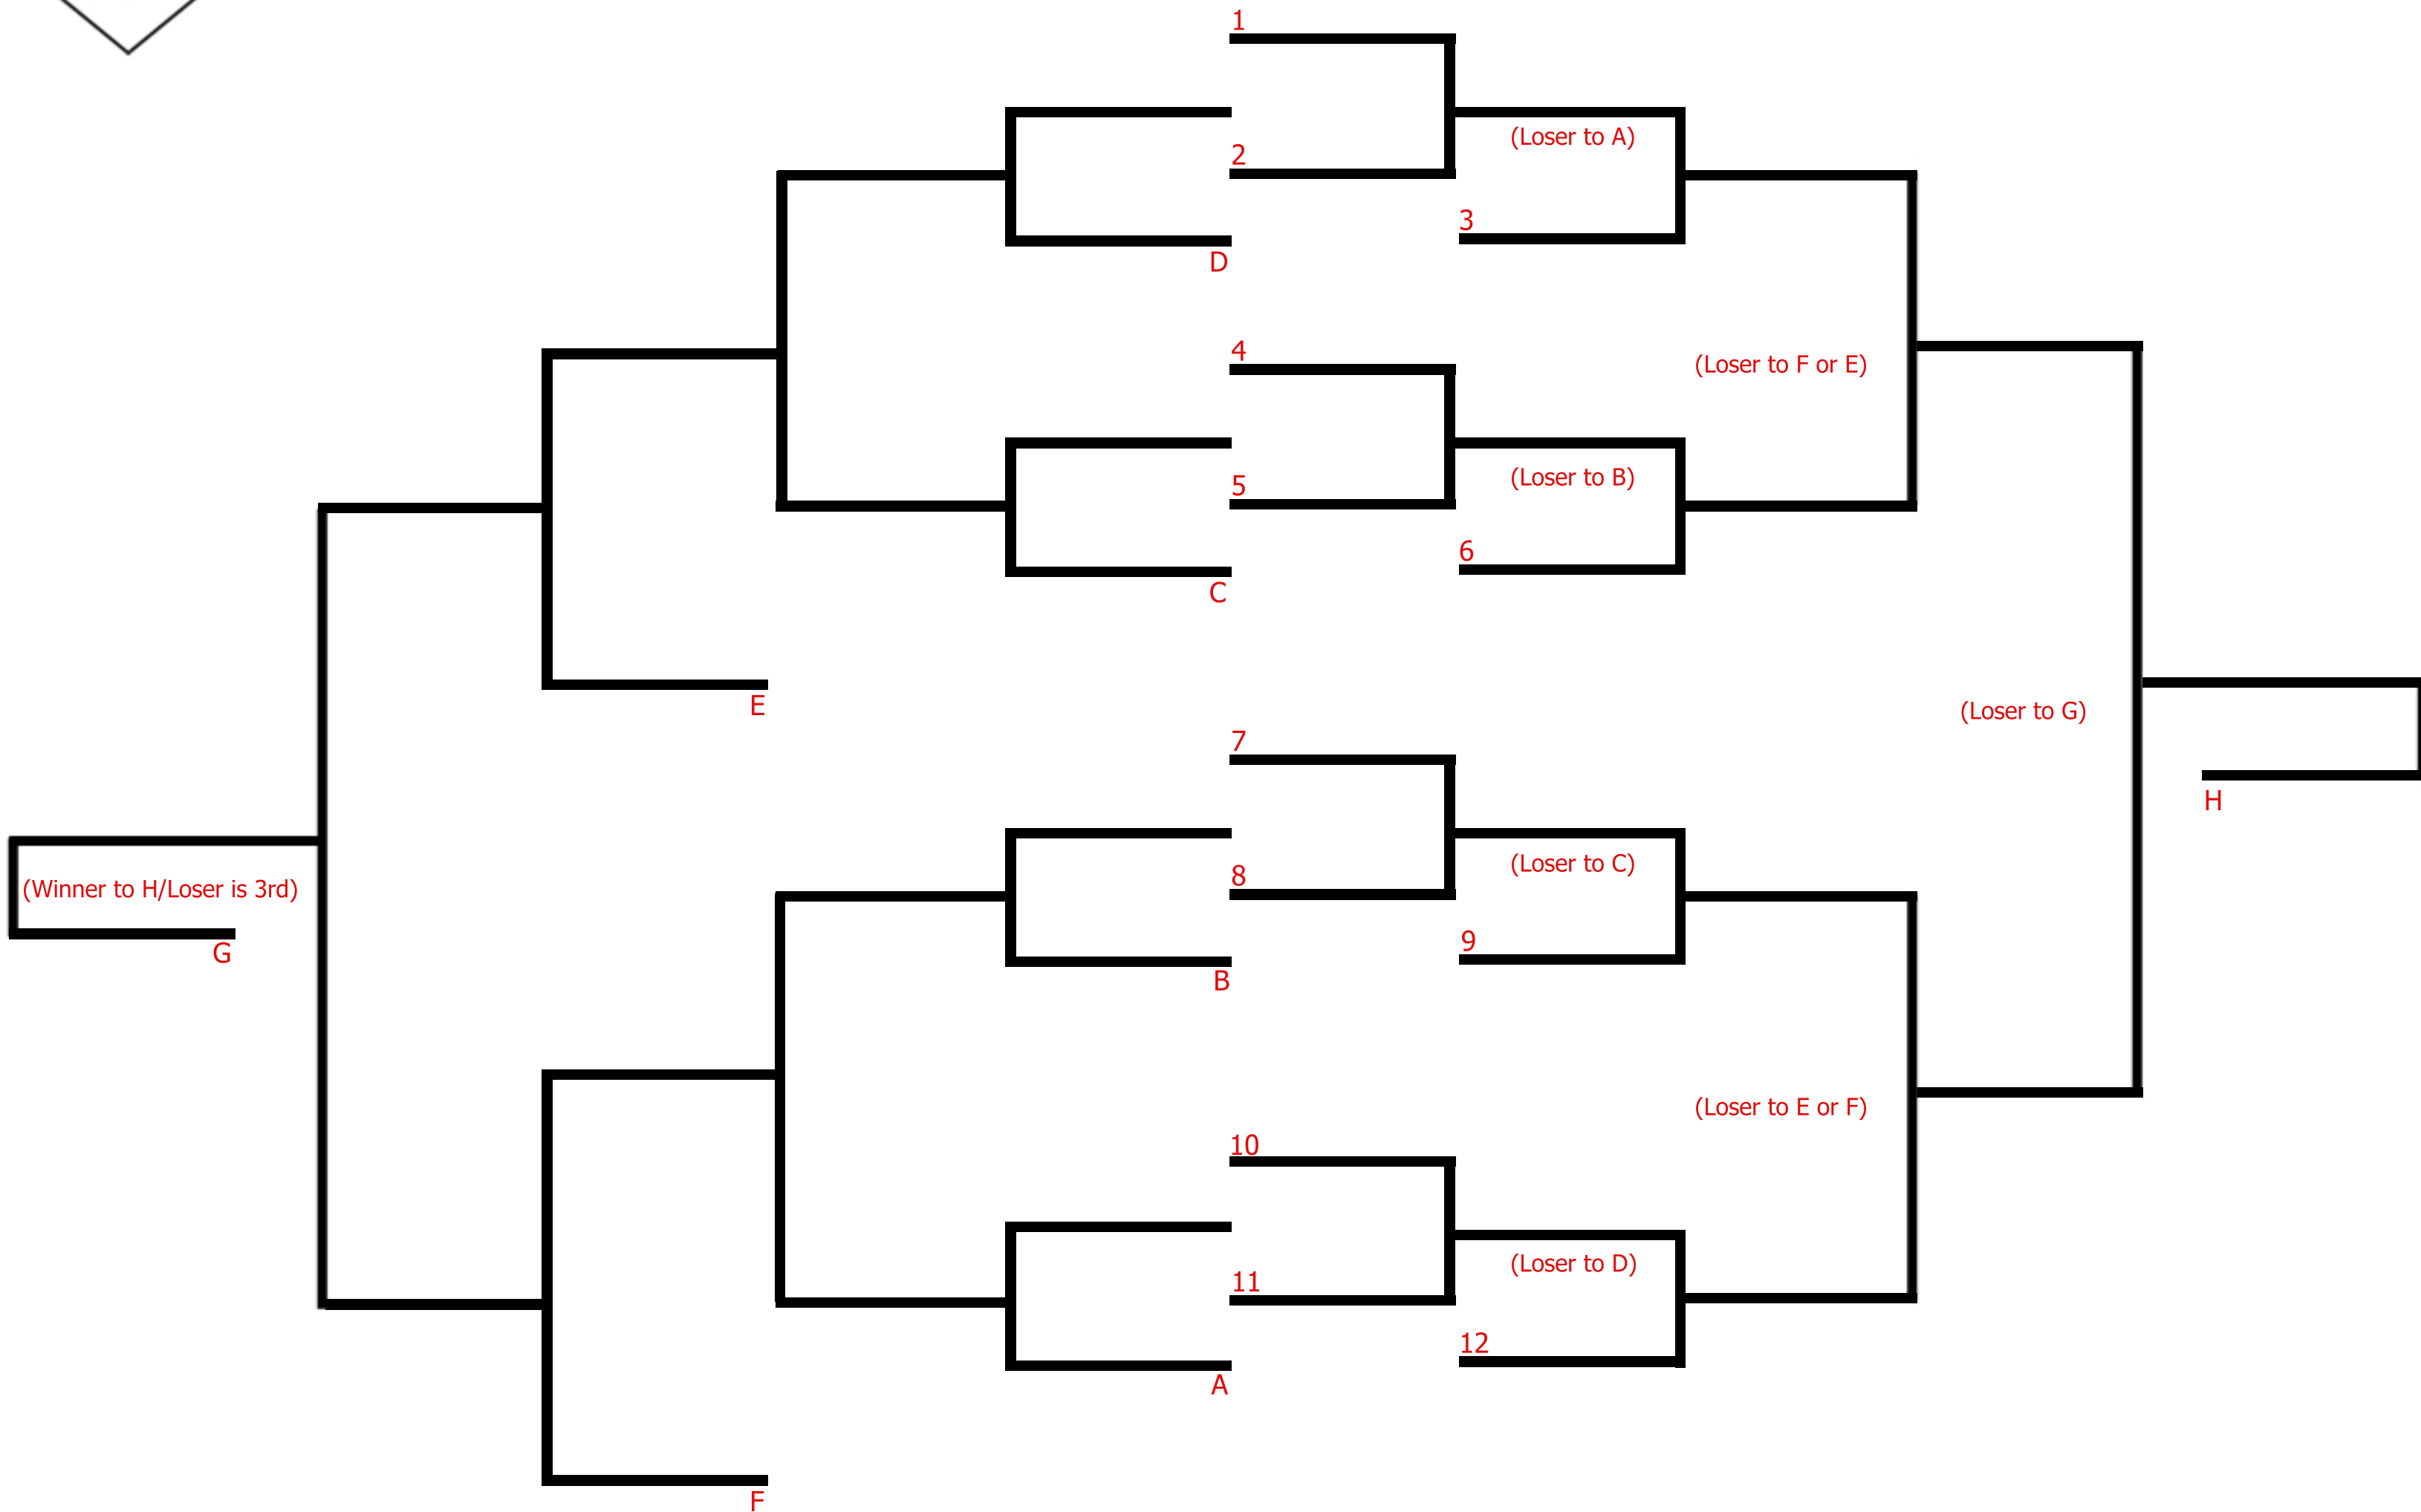 1
(Loser to A)
2
3
D
4
(Loser to F or E)
(Loser to B)
5
6
C
E
(Loser to G)
7
H
(Loser to C)
8
(Winner to H/Loser is 3rd)
9
G
B
(Loser to E or F)
10
(Loser to D)
11
12
A
F